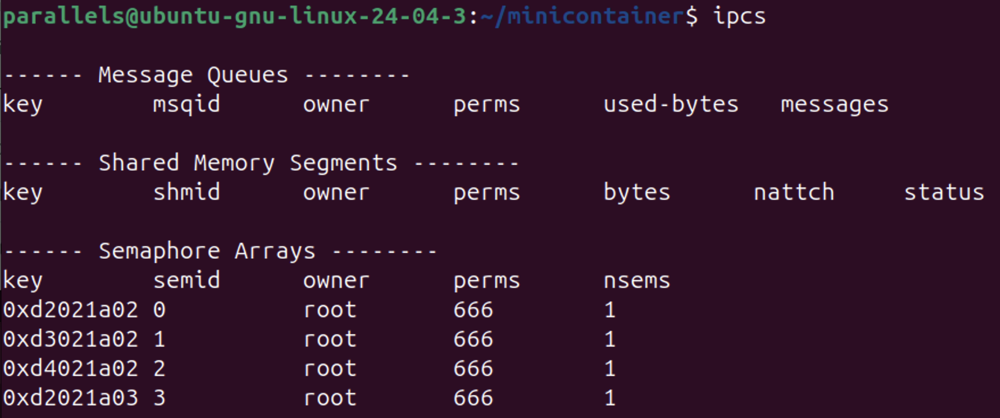 parallels@ubuntu-gnu-linux-24-04-3:~/minicontainer$ ipcs
------ Message Queues --------
key msqid owner perms used-bytes messages
------ Shared Memory Segments --------
key shmid owner perms bytes nattch status
------ Semaphore Arrays --------
key semid owner perms nsems
0xd2021a02 0 root 666 1
0xd3021a02 1 root 666 1
0xd4021a02 2 root 666 1
0xd2021a03 3 root 666 1